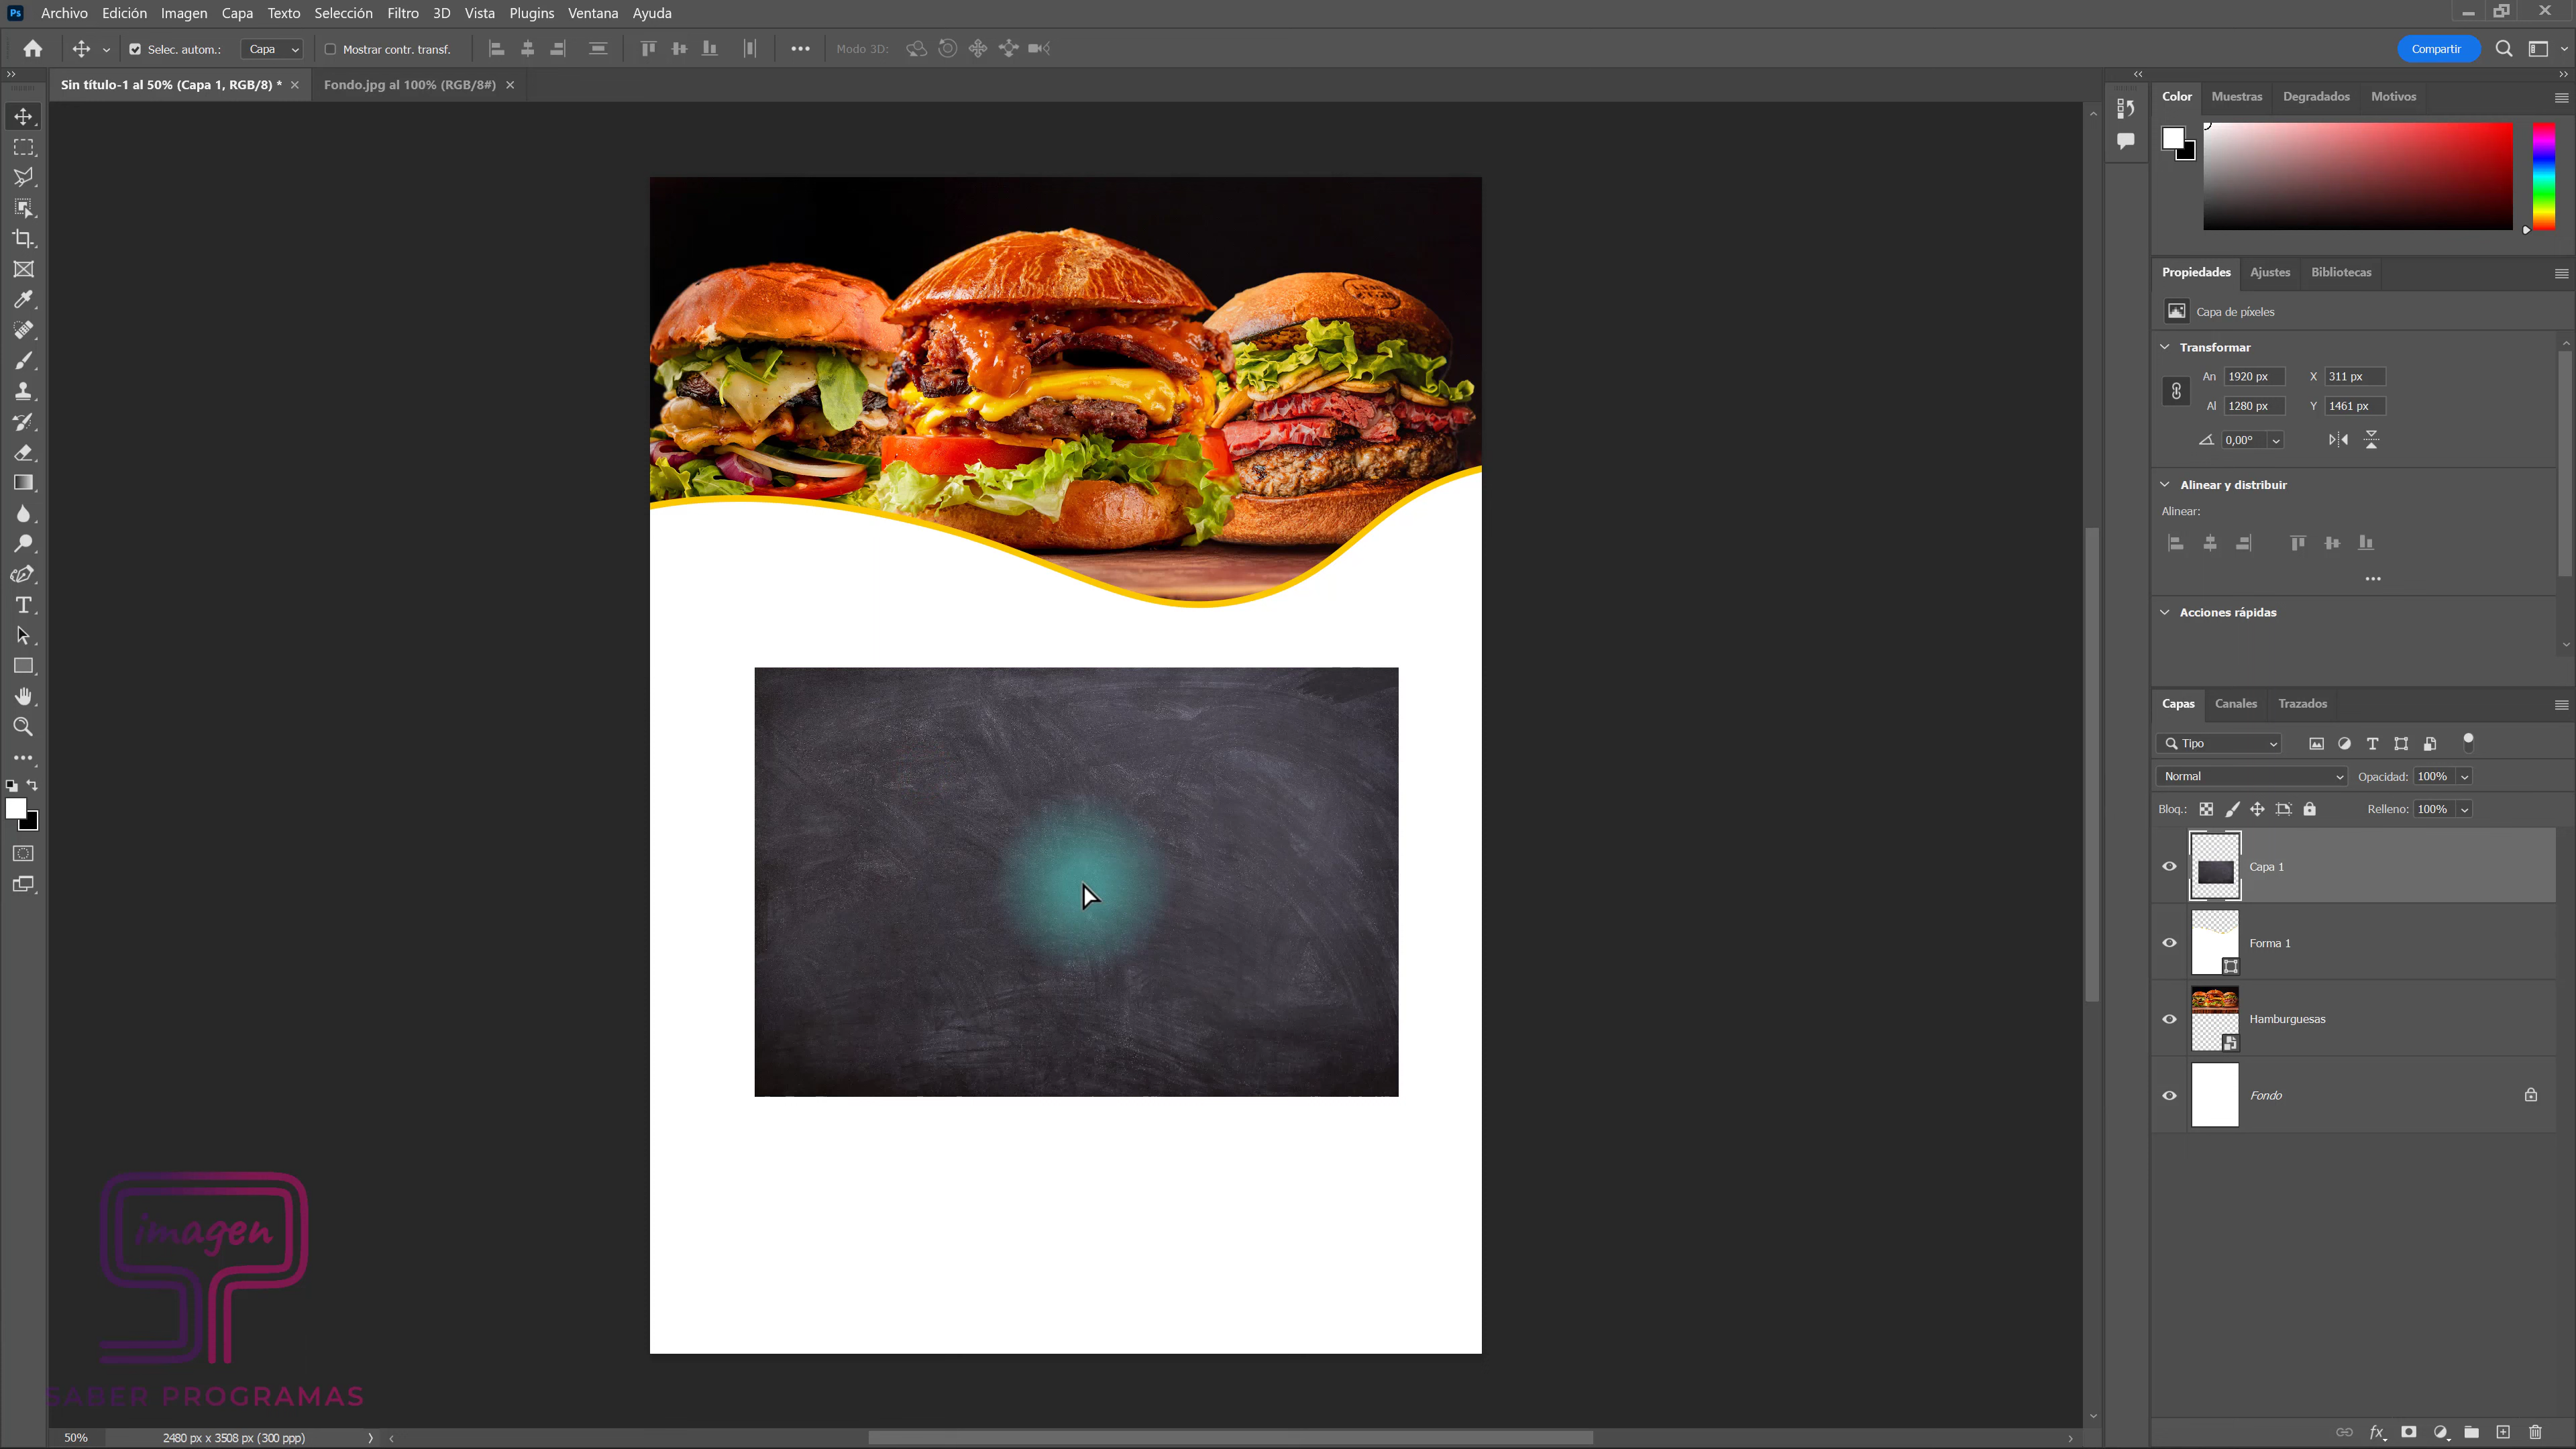 Ps Archivo Edición Imagen Capa Texto Selección Filtro 3D Vista Plugins Ventana Ayuda
Selec. autom.: Capa Mostrar contr. transf. Modo 3D: Compartir
Sin título-1 al 50% (Capa 1, RGB/8) * Fondo.jpg al 100% (RGB/8#)
Color Muestras Degradados Motivos
Propiedades Ajustes Bibliotecas
Capa de píxeles
Transformar
An 1920 px X 311 px
Al 1280 px Y 1461 px
0,00°
Alinear y distribuir
Alinear:
Acciones rápidas
Capas Canales Trazados
Tipo
Normal Opacidad: 100%
Bloq.: Relleno: 100%
Capa 1
Forma 1
Hamburguesas
Fondo
imagen
SABER PROGRAMAS
50% 2480 px x 3508 px (300 ppp)